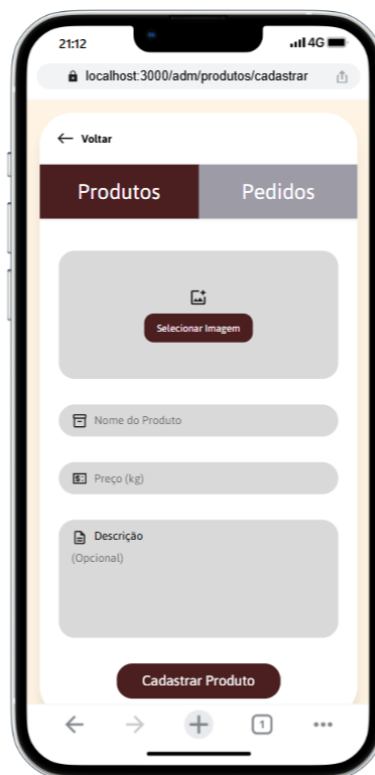 21:12
4G
localhost:3000/adm/produtos/cadastrar
Voltar
Produtos
Pedidos
Selecionar Imagem
Nome do Produto
Preço (kg)
Descrição
(Opcional)
Cadastrar Produto
1